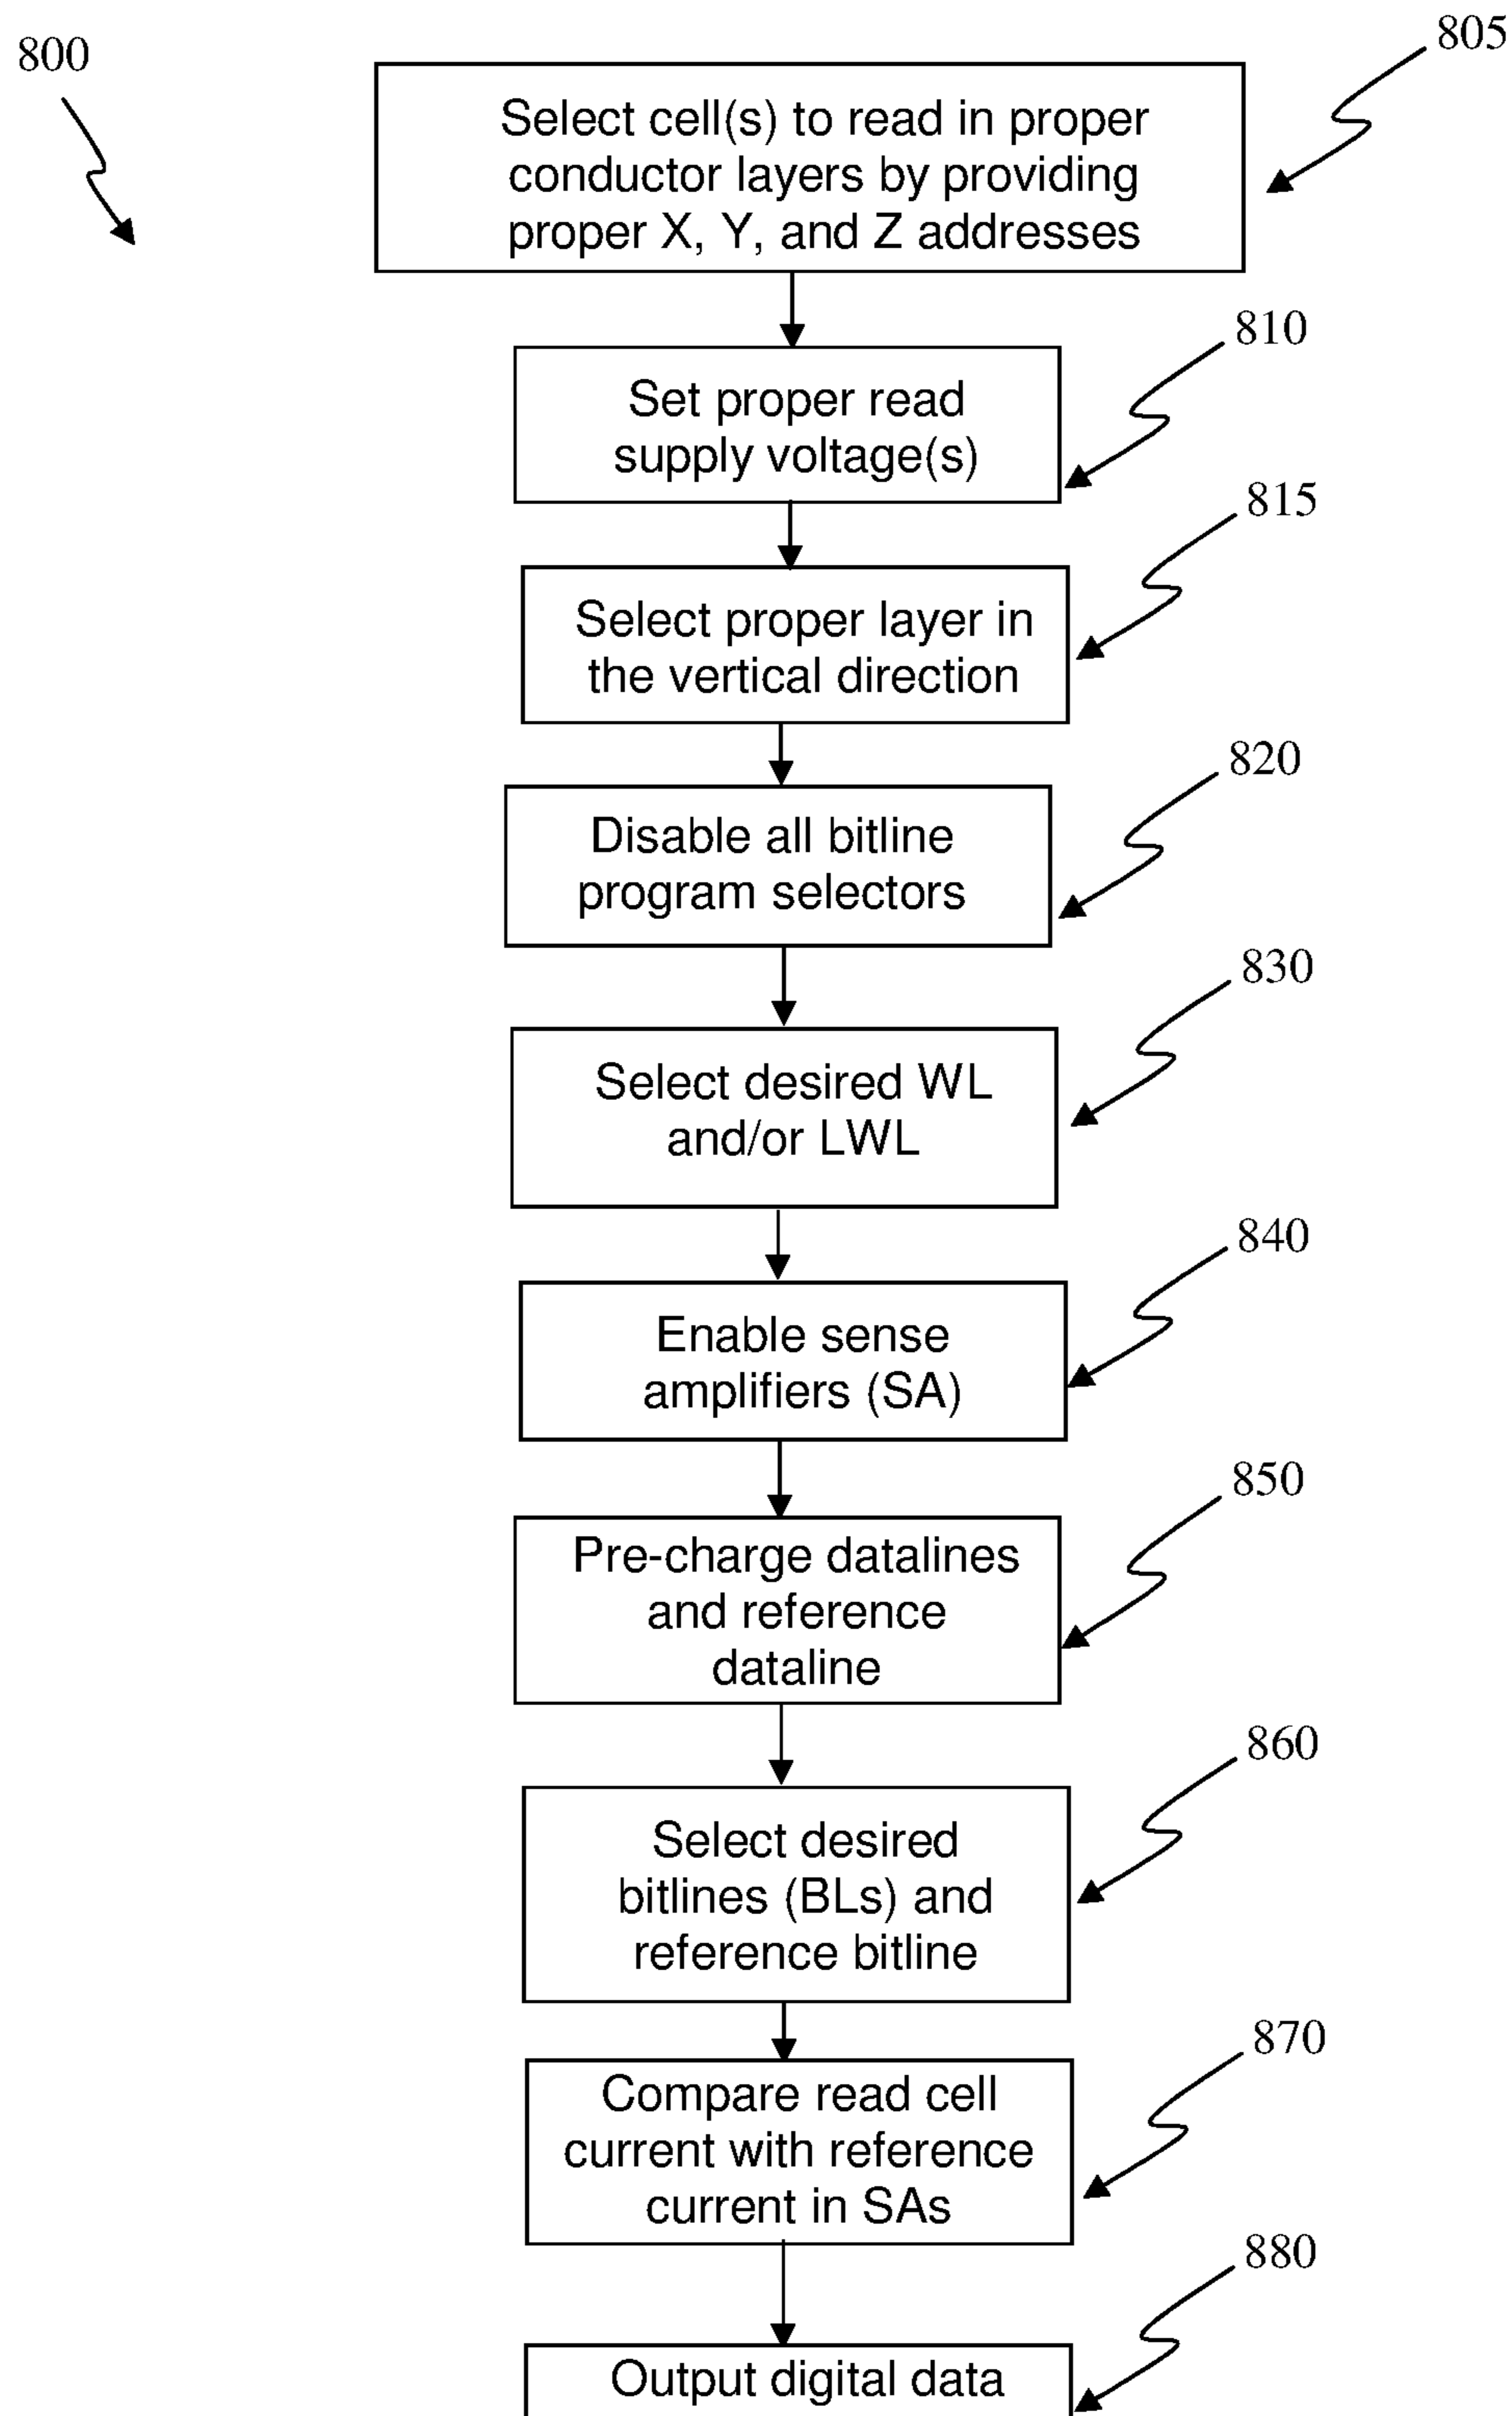 800
805
Select cell(s) to read in proper
conductor layers by providing
proper X, Y, and Z addresses
810
Set proper read
supply voltage(s)
815
Select proper layer in
the vertical direction
820
Disable all bitline
program selectors
830
Select desired WL
and/or LWL
840
Enable sense
amplifiers (SA)
850
Pre-charge datalines
and reference
dataline
860
Select desired
bitlines (BLs) and
reference bitline
870
Compare read cell
current with reference
current in SAs
880
Output digital data